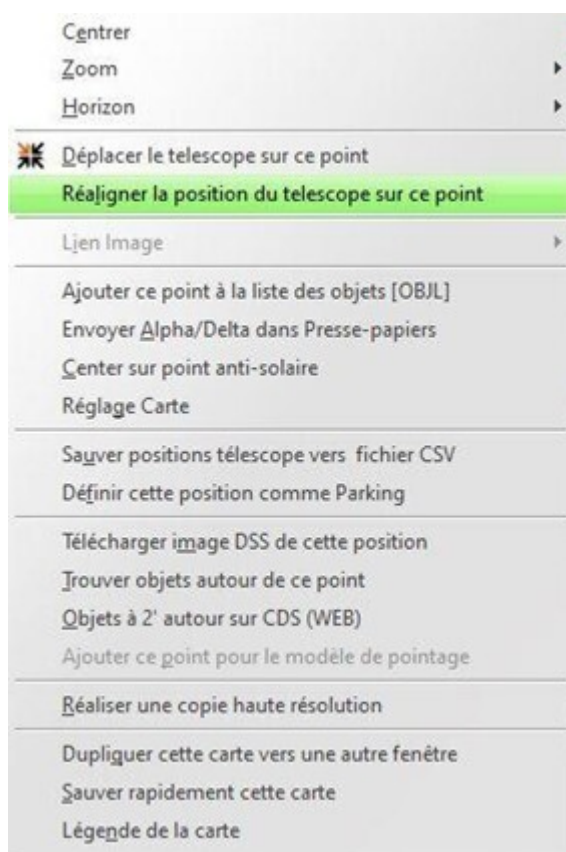 Centrer
Zoom
Horizon
Déplacer le telescope sur ce point
Réaligner la position du telescope sur ce point
Lien Image
Ajouter ce point à la liste des objets [OBJL]
Envoyer Alpha/Delta dans Presse-papiers
Center sur point anti-solaire
Réglage Carte
Sauver positions télescope vers fichier CSV
Définir cette position comme Parking
Télécharger image DSS de cette position
Trouver objets autour de ce point
Objets à 2' autour sur CDS (WEB)
Ajouter ce point pour le modèle de pointage
Réaliser une copie haute résolution
Dupliquer cette carte vers une autre fenêtre
Sauver rapidement cette carte
Légende de la carte